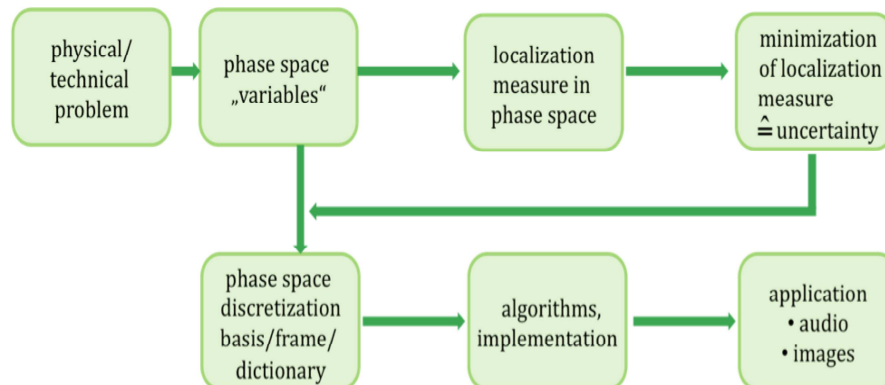 physical/
technical
problem
phase space
„variables“
localization
measure in
phase space
minimization
of localization
measure
≙ uncertainty
phase space
discretization
basis/frame/
dictionary
algorithms,
implementation
application
• audio
• images